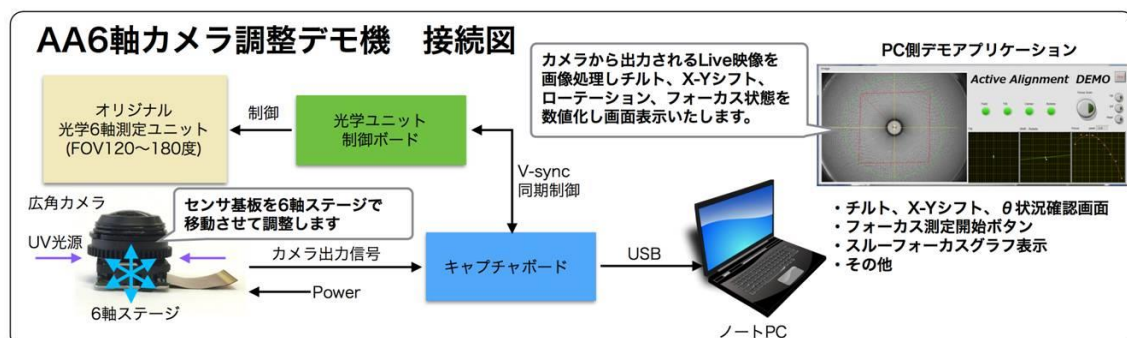 AA6軸カメラ調整デモ機　接続図
カメラから出力されるLive映像を
画像処理しチルト、X-Yシフト、
ローテーション、フォーカス状態を
数値化し画面表示いたします。
PC側デモアプリケーション
Active Alignment DEMO
オリジナル
光学6軸測定ユニット
(FOV120〜180度)
制御
光学ユニット
制御ボード
V-sync
同期制御
広角カメラ
センサ基板を6軸ステージで
移動させて調整します
UV光源
カメラ出力信号
キャプチャボード
USB
Power
6軸ステージ
ノートPC
・チルト、X-Yシフト、θ状況確認画面
・フォーカス測定開始ボタン
・スルーフォーカスグラフ表示
・その他